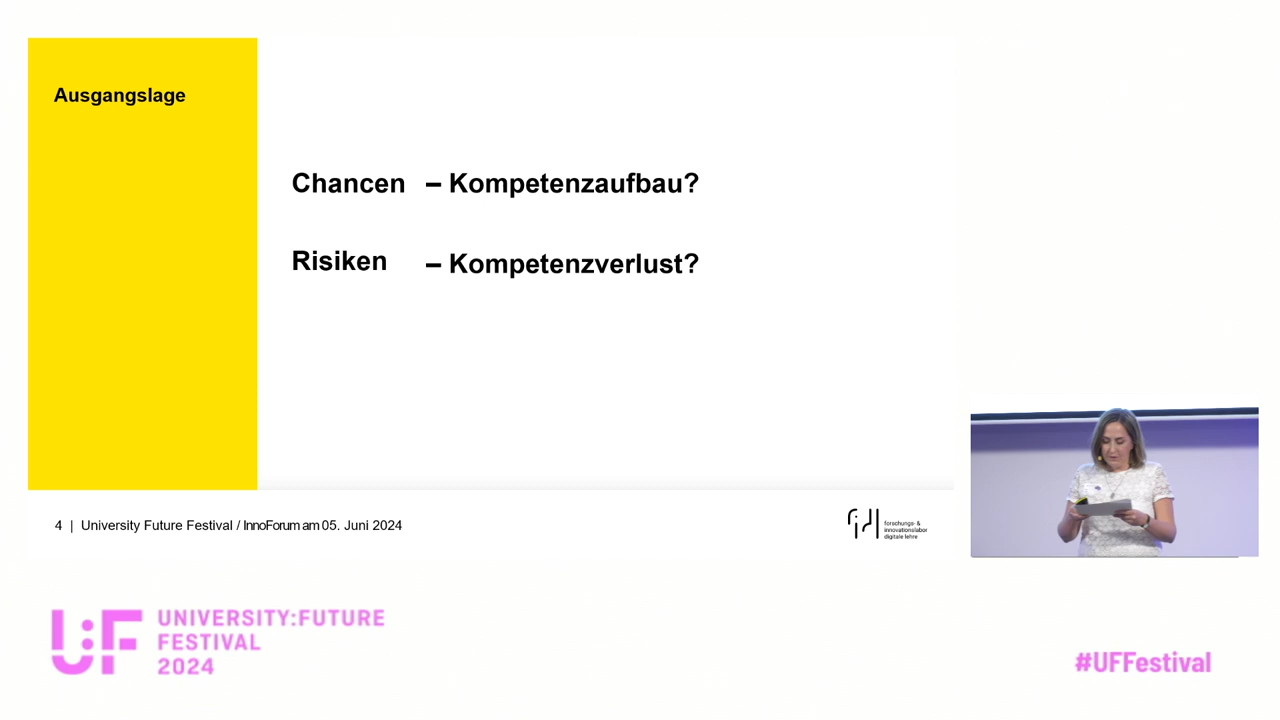 Ausgangslage
Chancen – Kompetenzaufbau?
Risiken – Kompetenzverlust?
4 | University Future Festival / InnoForum am 05. Juni 2024
fidl
forschungs- &
innovationslabor
digitale lehre
U:F
UNIVERSITY:FUTURE
FESTIVAL
2024
#UFFestival